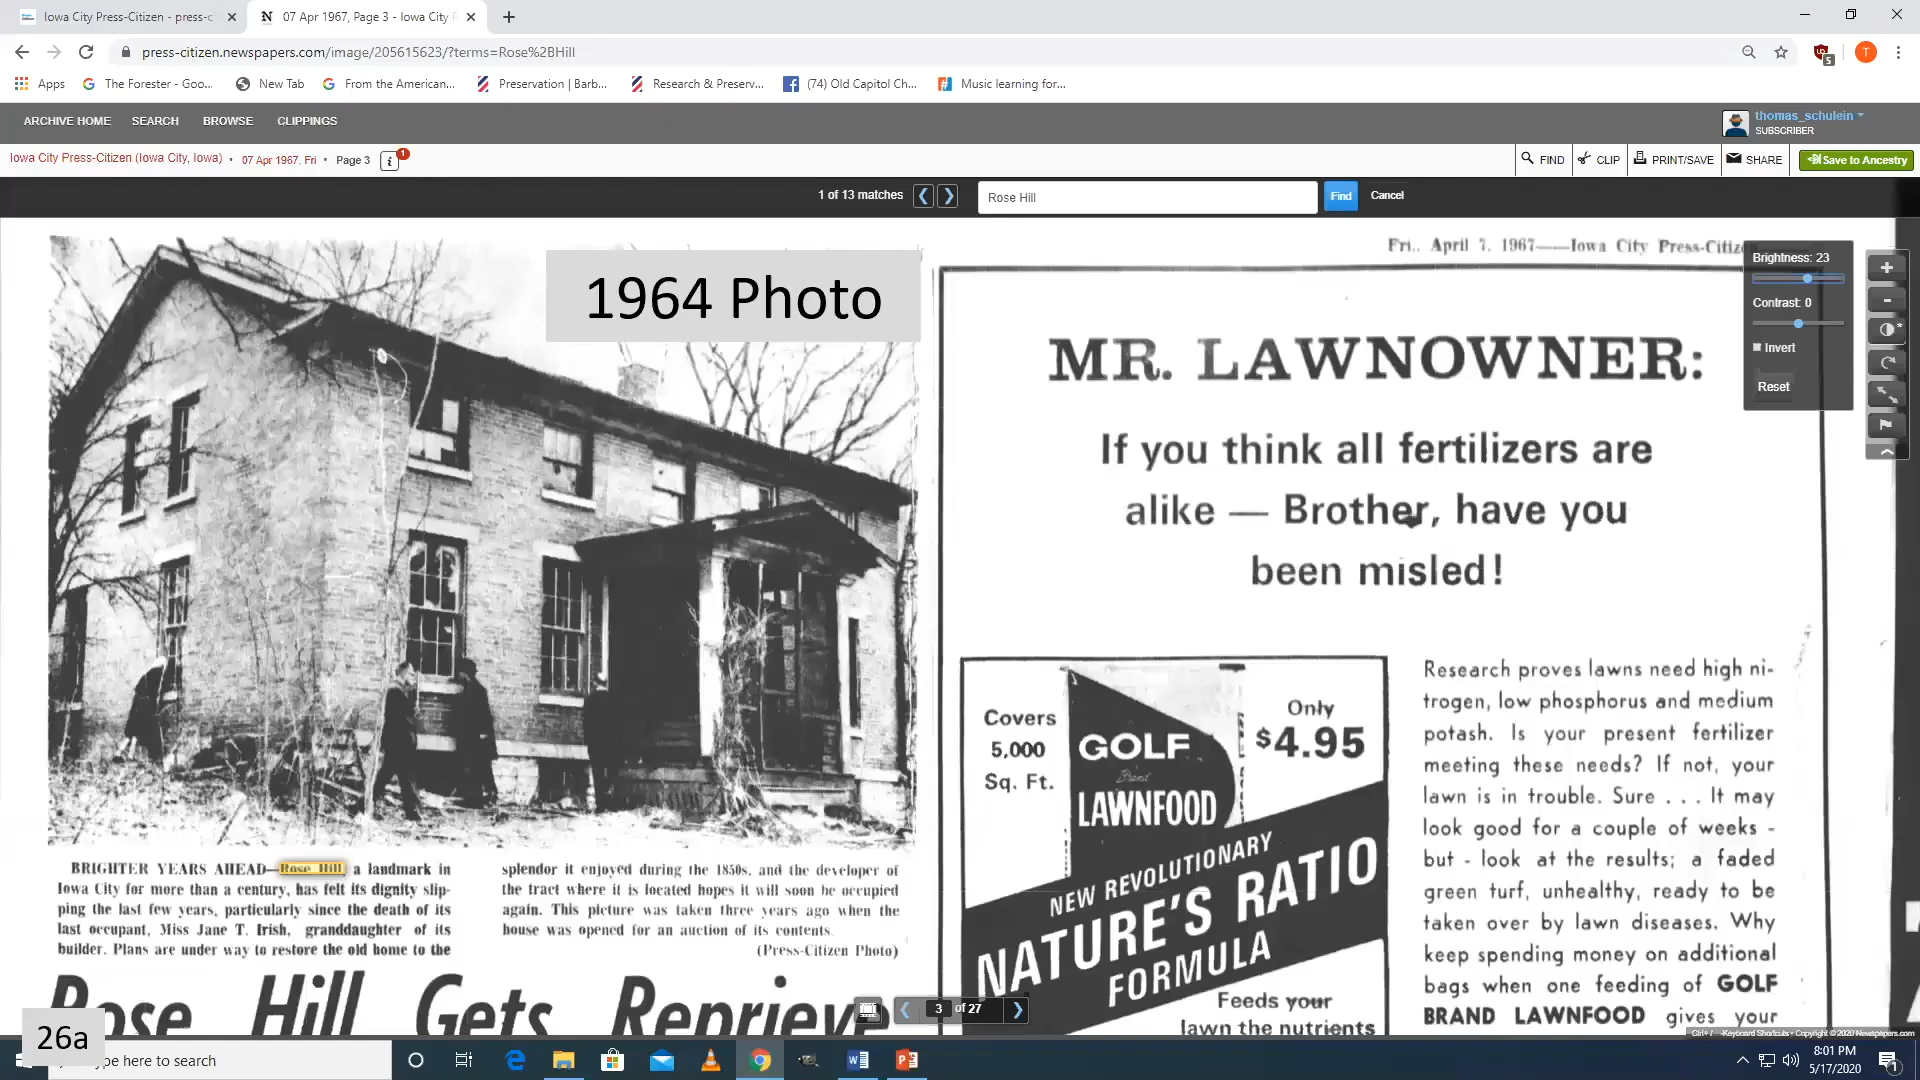 Iowa City Press-Citizen - press-c
07 Apr 1967, Page 3 - Iowa City P
press-citizen.newspapers.com/image/205615623/?terms=Rose%2BHill
5
T
Apps
The Forester - Goo...
New Tab
From the American...
Preservation | Barb...
Research & Preserv...
(74) Old Capitol Ch...
Music learning for...
ARCHIVE HOME SEARCH BROWSE CLIPPINGS
thomas_schulein
SUBSCRIBER
Iowa City Press-Citizen (Iowa City, Iowa) • 07 Apr 1967, Fri • Page 3
1
FIND CLIP PRINT/SAVE SHARE Save to Ancestry
1 of 13 matches
Rose Hill
Find
Cancel
1964 Photo
Fri., April 7, 1967——Iowa City Press-Citize
Brightness: 23
Contrast: 0
Invert
Reset
MR. LAWNOWNER:
If you think all fertilizers are
alike — Brother, have you
been misled!
Covers
5,000
Sq. Ft.
GOLF
Brand
LAWNFOOD
Only
$4.95
NEW REVOLUTIONARY
NATURE'S RATIO
FORMULA
Feeds your
lawn the nutrients
Research proves lawns need high ni-
trogen, low phosphorus and medium
potash. Is your present fertilizer
meeting these needs? If not, your
lawn is in trouble. Sure . . . It may
look good for a couple of weeks -
but - look at the results; a faded
green turf, unhealthy, ready to be
taken over by lawn diseases. Why
keep spending money on additional
bags when one feeding of GOLF
BRAND LAWNFOOD gives your
BRIGHTER YEARS AHEAD—Rose Hill, a landmark in
Iowa City for more than a century, has felt its dignity slip-
ping the last few years, particularly since the death of its
last occupant, Miss Jane T. Irish, granddaughter of its
builder. Plans are under way to restore the old home to the
splendor it enjoyed during the 1850s, and the developer of
the tract where it is located hopes it will soon be occupied
again. This picture was taken three years ago when the
house was opened for an auction of its contents.
(Press-Citizen Photo)
Rose Hill Gets Reprieve
3 of 27
Ctrl+ / -Keyboard Shortcuts • Copyright © 2020 Newspapers.com
26a
ype here to search
8:01 PM
5/17/2020
1